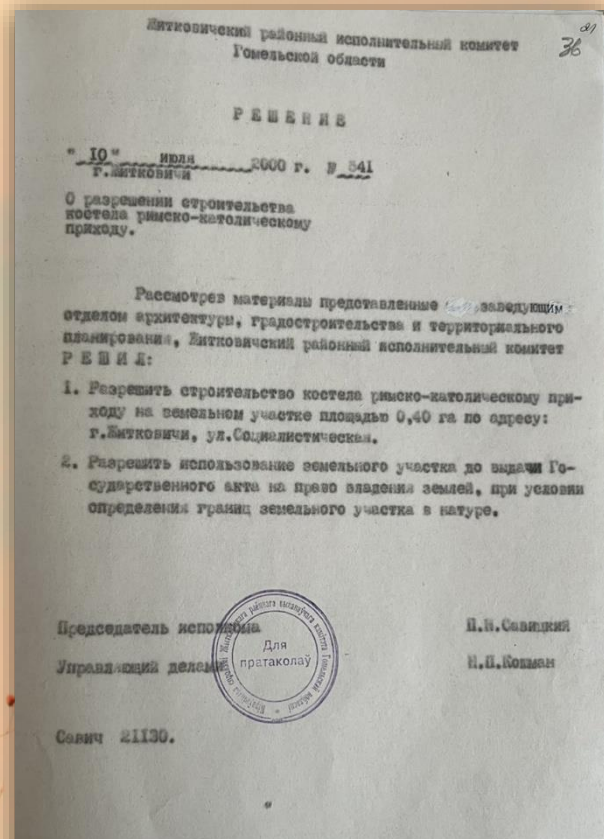 Житковичский районный исполнительный комитет
Гомельской области
36
РЕШЕНИЕ
"10" июля 2000 г. № 541
г.Житковичи
О разрешении строительства
костела римско-католическому
приходу.
Рассмотрев материалы представленные заведующим
отделом архитектуры, градостроительства и территориального
планирования, Житковичский районный исполнительный комитет
РЕШИЛ:
1. Разрешить строительство костела римско-католическому при-
ходу на земельном участке площадью 0,40 га по адресу:
г.Житковичи, ул.Социалистическая.
2. Разрешить использование земельного участка до выдачи Го-
сударственного акта на право владения землей, при условии
определения границ земельного участка в натуре.
Председатель исполкома
Управляющий делами
Для
пратаколаў
Савицкий
Савич 21130.